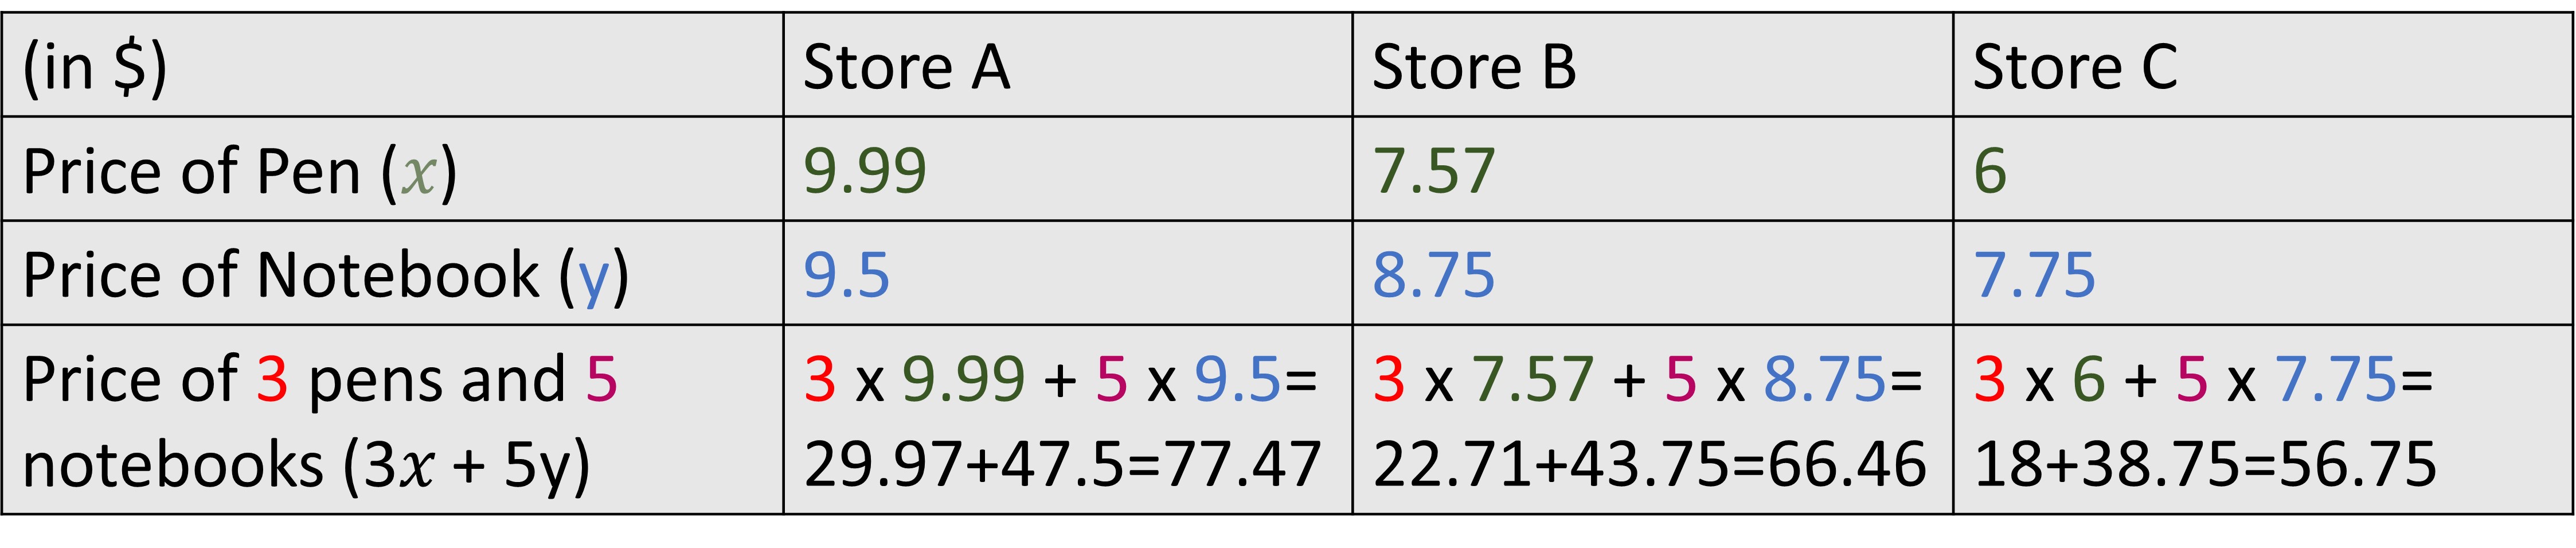 (in $) Store A Store B Store C
Price of Pen (x) 9.99 7.57 6
Price of Notebook (y) 9.5 8.75 7.75
Price of 3 pens and 5 3 x 9.99 + 5 x 9.5= 3 x 7.57 + 5 x 8.75= 3 x 6 + 5 x 7.75=
notebooks (3x + 5y) 29.97+47.5=77.47 22.71+43.75=66.46 18+38.75=56.75